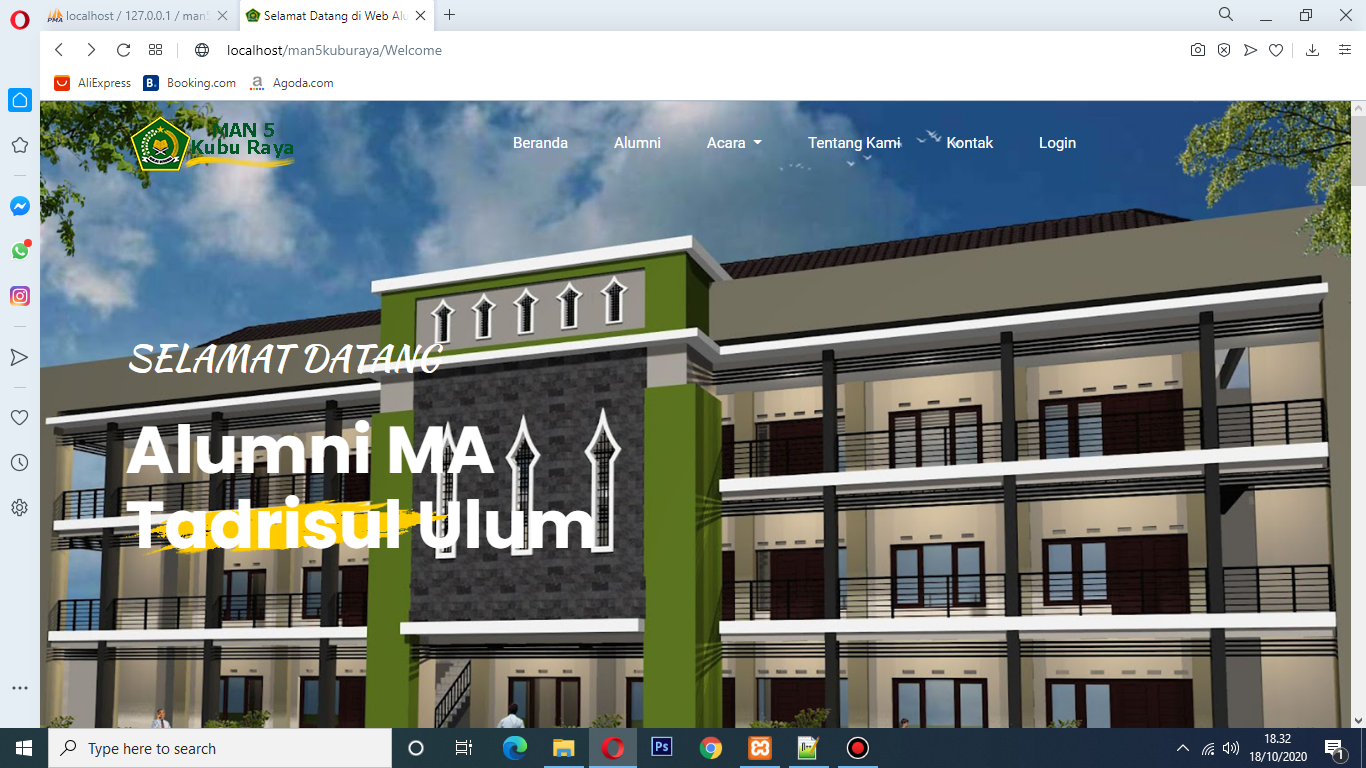 localhost / 127.0.0.1 / man5
Selamat Datang di Web Alu
localhost/man5kuburaya/Welcome
AliExpress
B.
Booking.com
a
Agoda.com
MAN 5
Kubu Raya
Beranda
Alumni
Acara
Tentang Kami
Kontak
Login
SELAMAT DATANG
Alumni MA
Tadrisul Ulum
Type here to search
Ps
18.32
18/10/2020
1